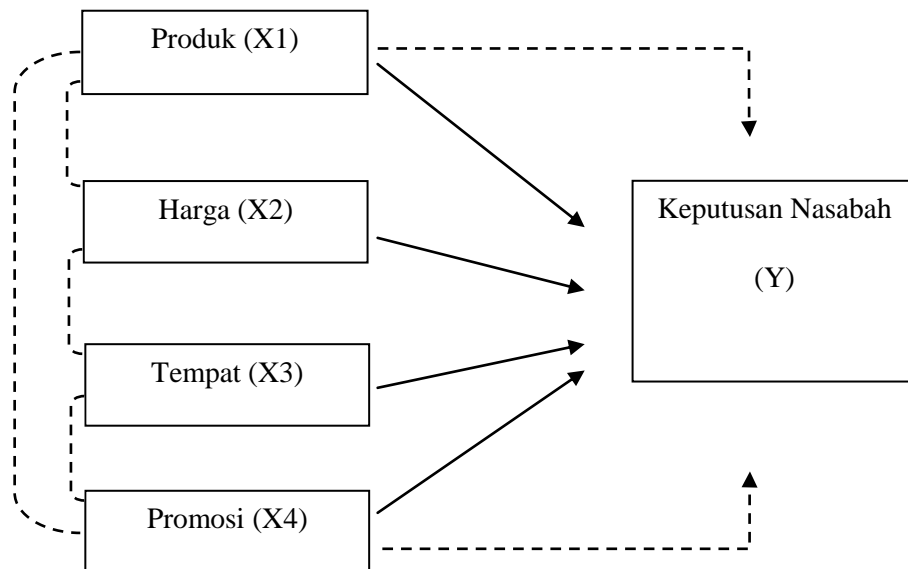 Produk (X1)
Harga (X2)
Keputusan Nasabah
(Y)
Tempat (X3)
Promosi (X4)